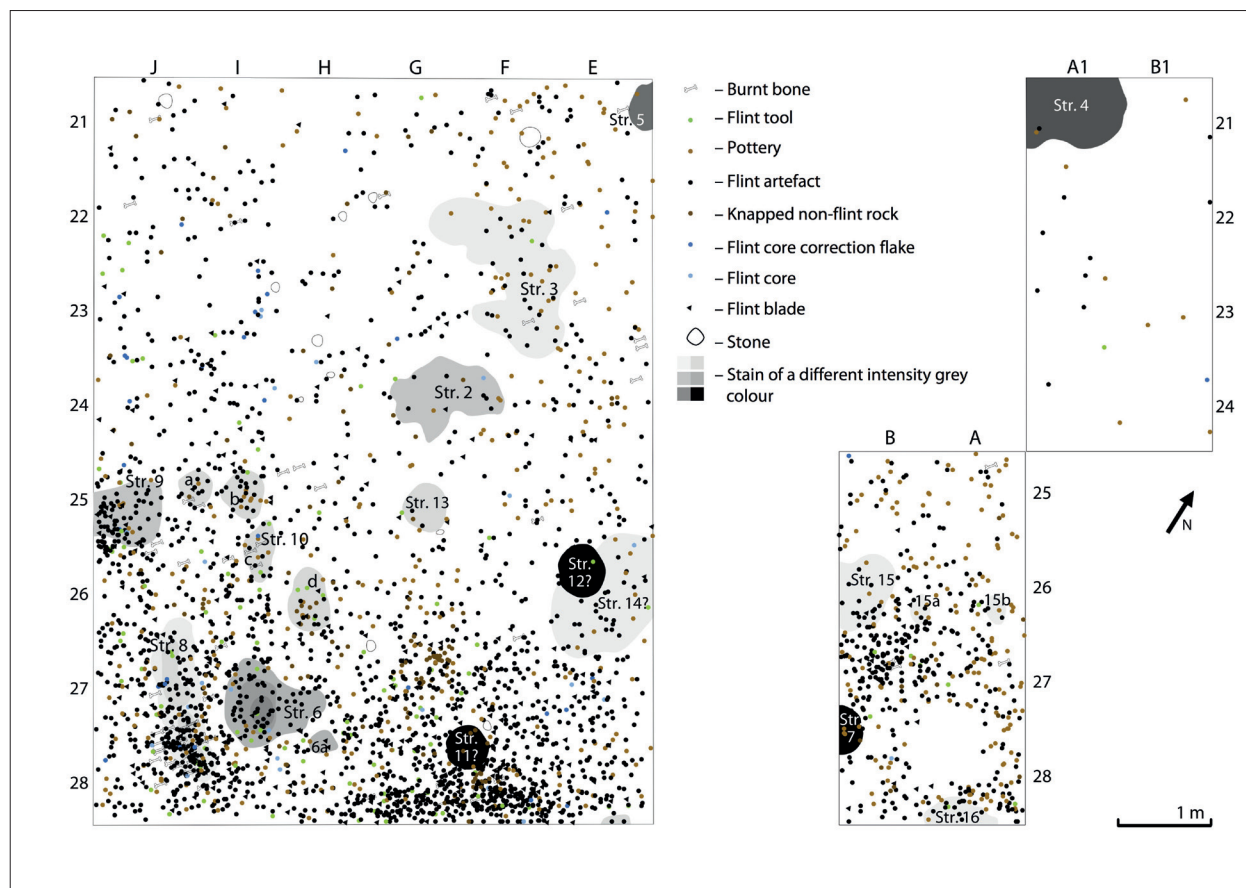 J I H G F E
21
22
23
24
25
26
27
28
Str. 5
Str. 3
Str. 2
Str. 9
a
b
Str. 13
Str. 10
c
d
Str.
12?
Str. 14?
Str. 8
Str. 6
6a
Str.
11?
– Burnt bone
– Flint tool
– Pottery
– Flint artefact
– Knapped non-flint rock
– Flint core correction flake
– Flint core
– Flint blade
– Stone
– Stain of a different intensity grey
colour
A1 B1
Str. 4
21
22
23
24
B A
25
26
27
28
Str. 15
15a
15b
Str.
7
Str. 16
N
1 m